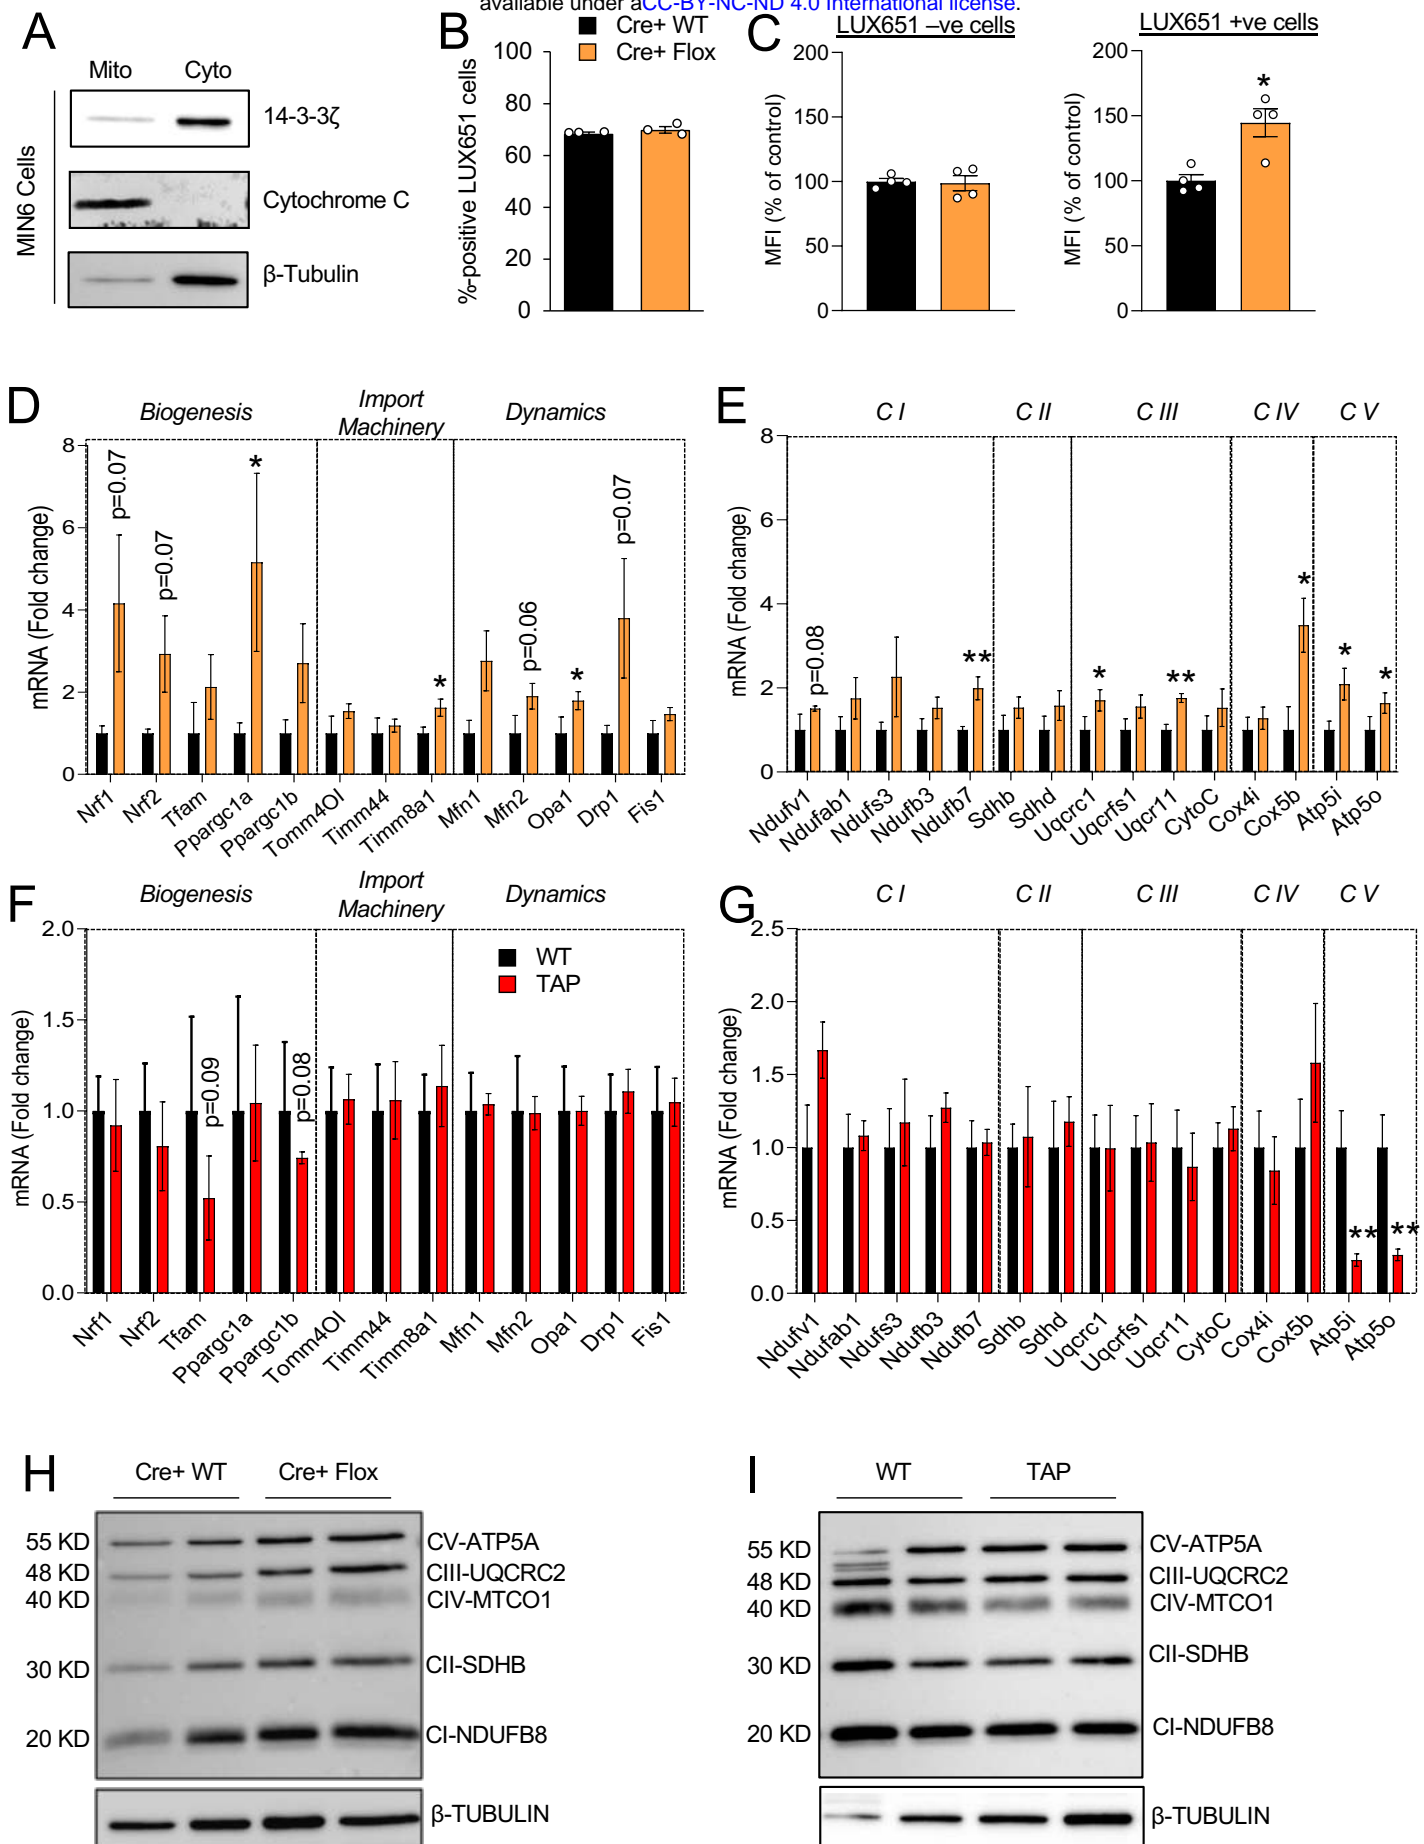 available under aCC-BY-NC-ND 4.0 International license.
A
Mito Cyto
MIN6 Cells
14-3-3ζ
Cytochrome C
β-Tubulin
B
Cre+ WT
Cre+ Flox
%-positive LUX651 cells
100
80
60
40
20
0
C
LUX651 –ve cells
MFI (% of control)
200
150
100
50
0
LUX651 +ve cells
MFI (% of control)
200
150
100
50
0
*
D
Biogenesis
Import
Machinery
Dynamics
mRNA (Fold change)
8
6
4
2
0
p=0.07
p=0.07
*
*
p=0.06
*
p=0.07
Nrf1 Nrf2 Tfam Ppargc1a Ppargc1b Tomm4Ol Timm44 Timm8a1 Mfn1 Mfn2 Opa1 Drp1 Fis1
E
C I C II C III C IV C V
mRNA (Fold change)
8
6
4
2
0
p=0.08
**
*
**
*
*
*
Ndufv1 Ndufab1 Ndufs3 Ndufb3 Ndufb7 Sdhb Sdhd Uqcrc1 Uqcrfs1 Uqcr11 CytoC Cox4i Cox5b Atp5i Atp5o
F
Biogenesis
Import
Machinery
Dynamics
WT
TAP
mRNA (Fold change)
2.0
1.5
1.0
0.5
0.0
p=0.09
p=0.08
Nrf1 Nrf2 Tfam Ppargc1a Ppargc1b Tomm4Ol Timm44 Timm8a1 Mfn1 Mfn2 Opa1 Drp1 Fis1
G
C I C II C III C IV C V
mRNA (Fold change)
2.5
2.0
1.5
1.0
0.5
0.0
**
**
Ndufv1 Ndufab1 Ndufs3 Ndufb3 Ndufb7 Sdhb Sdhd Uqcrc1 Uqcrfs1 Uqcr11 CytoC Cox4i Cox5b Atp5i Atp5o
H
Cre+ WT Cre+ Flox
55 KD CV-ATP5A
48 KD CIII-UQCRC2
40 KD CIV-MTCO1
30 KD CII-SDHB
20 KD CI-NDUFB8
β-TUBULIN
I
WT TAP
55 KD CV-ATP5A
48 KD CIII-UQCRC2
40 KD CIV-MTCO1
30 KD CII-SDHB
20 KD CI-NDUFB8
β-TUBULIN